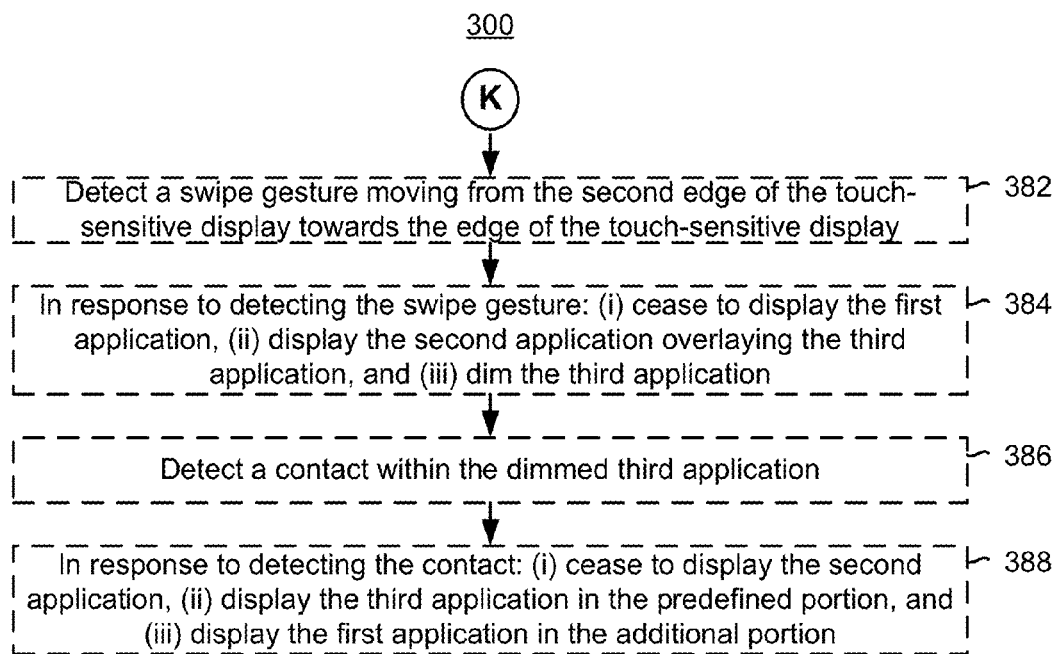 300
K
Detect a swipe gesture moving from the second edge of the touch-
sensitive display towards the edge of the touch-sensitive display
382
In response to detecting the swipe gesture: (i) cease to display the first
application, (ii) display the second application overlaying the third
application, and (iii) dim the third application
384
Detect a contact within the dimmed third application
386
In response to detecting the contact: (i) cease to display the second
application, (ii) display the third application in the predefined portion, and
(iii) display the first application in the additional portion
388